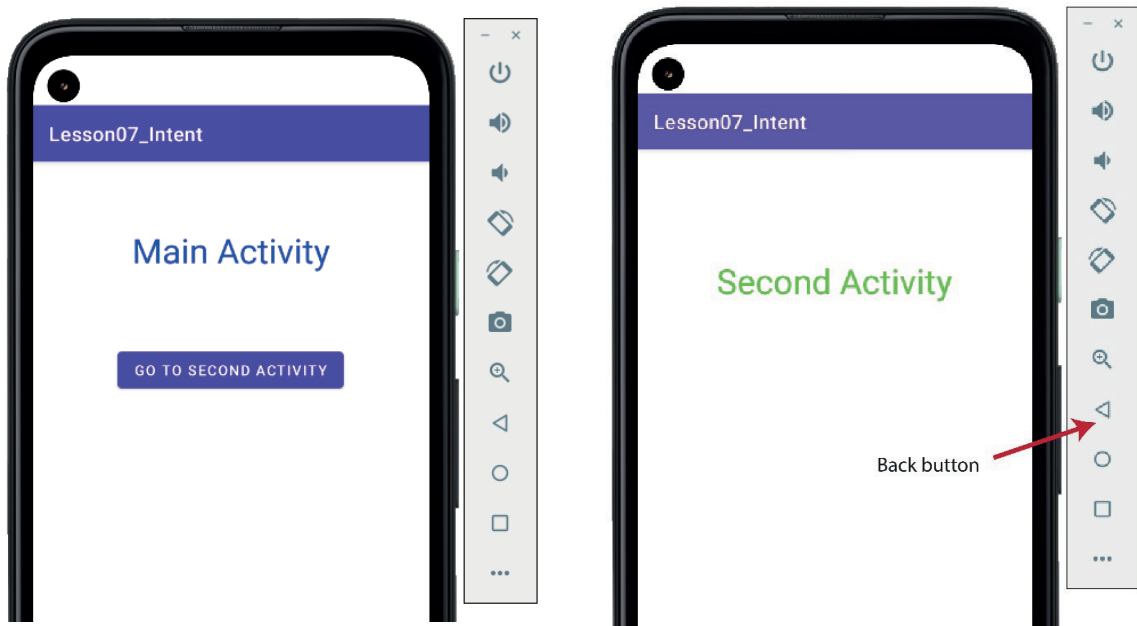 Lesson07_Intent
Main Activity
GO TO SECOND ACTIVITY
Lesson07_Intent
Second Activity
Back button